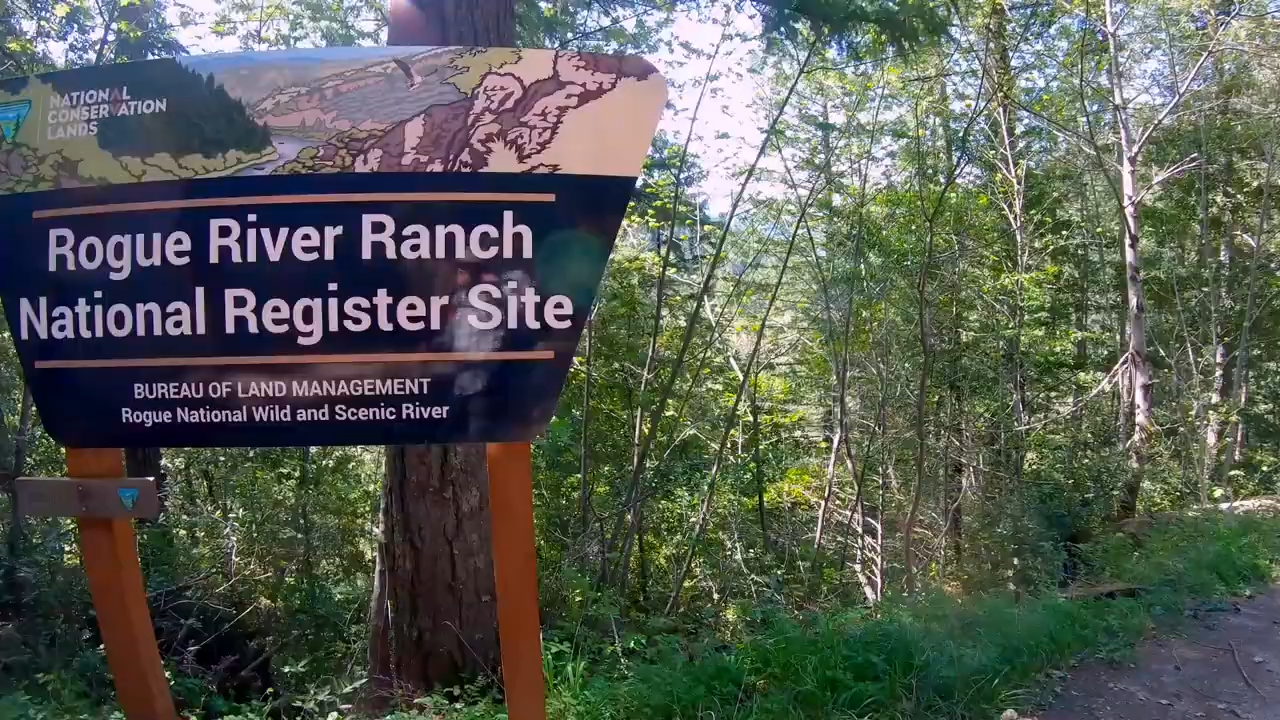 NATIONAL
CONSERVATION
LANDS
Rogue River Ranch
National Register Site
BUREAU OF LAND MANAGEMENT
Rogue National Wild and Scenic River